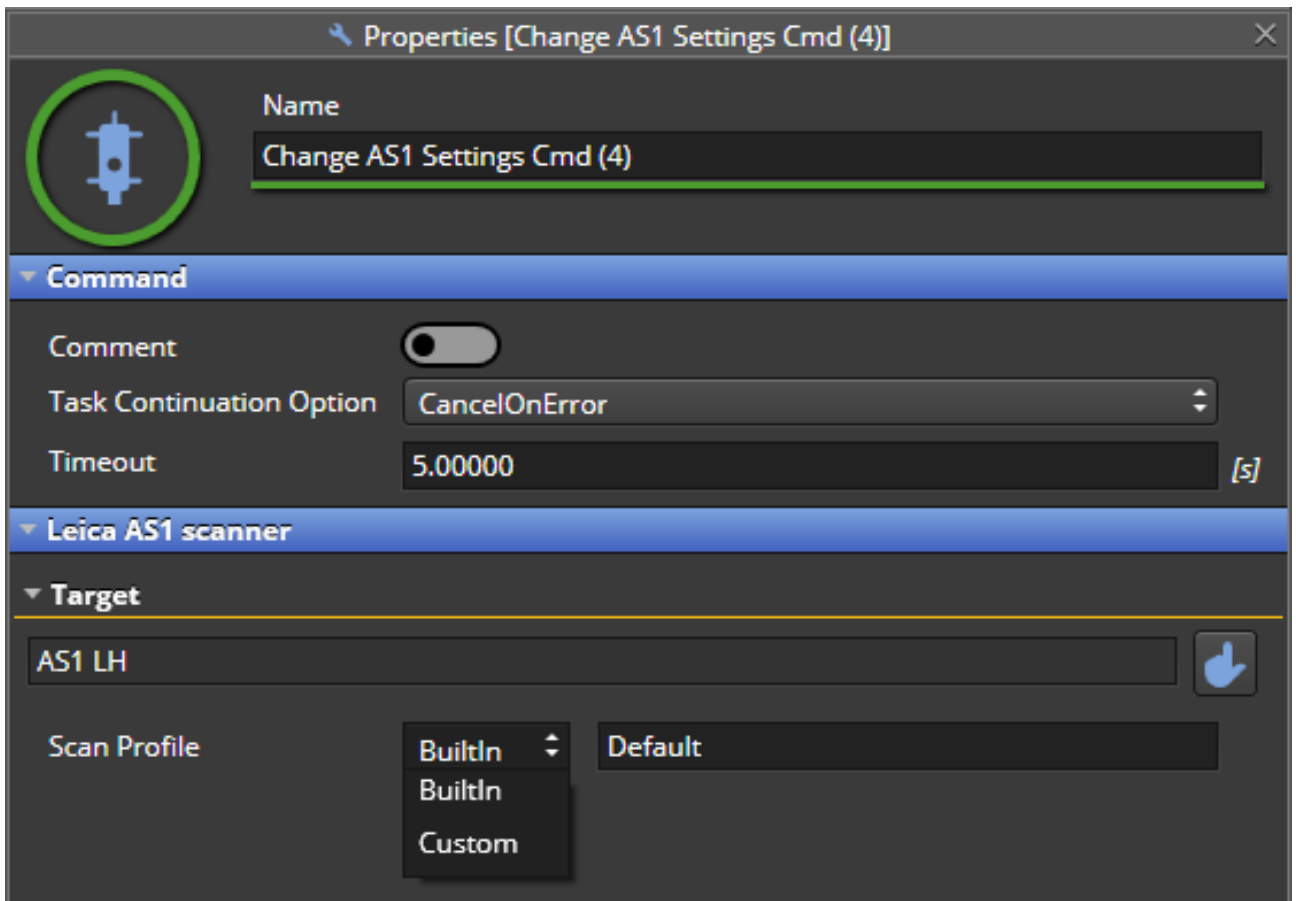 Properties [Change AS1 Settings Cmd (4)]
Name
Change AS1 Settings Cmd (4)
Command
Comment
Task Continuation Option CancelOnError
Timeout 5.00000 [s]
Leica AS1 scanner
Target
AS1 LH
Scan Profile BuiltIn Default
BuiltIn
Custom